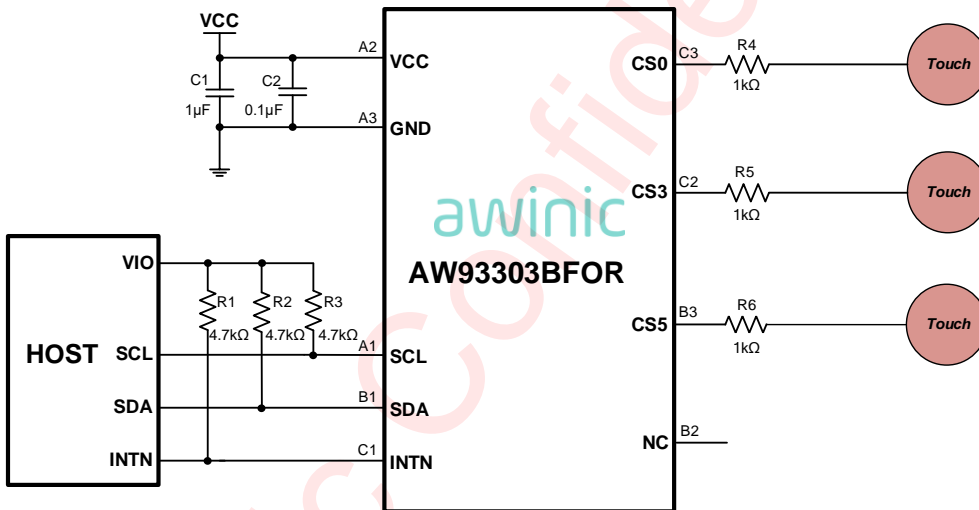 VCC
C1
1μF
C2
0.1μF
A2
VCC
A3
GND
awinic
AW93303BFOR
CS0
C3
R4
1kΩ
Touch
CS3
C2
R5
1kΩ
Touch
CS5
B3
R6
1kΩ
Touch
NC
B2
HOST
VIO
SCL
SDA
INTN
R1
4.7kΩ
R2
4.7kΩ
R3
4.7kΩ
A1
SCL
B1
SDA
C1
INTN